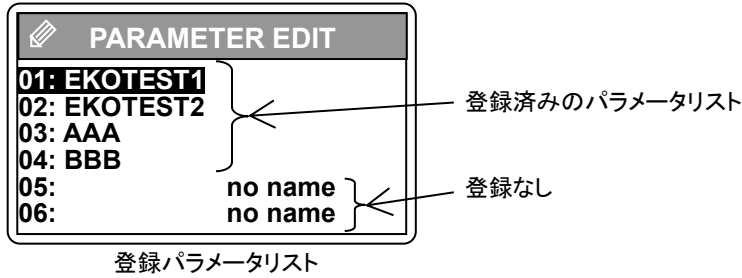 PARAMETER EDIT
01: EKOTEST1
02: EKOTEST2
03: AAA
04: BBB
05: no name
06: no name
登録済みのパラメータリスト
登録なし
登録パラメータリスト